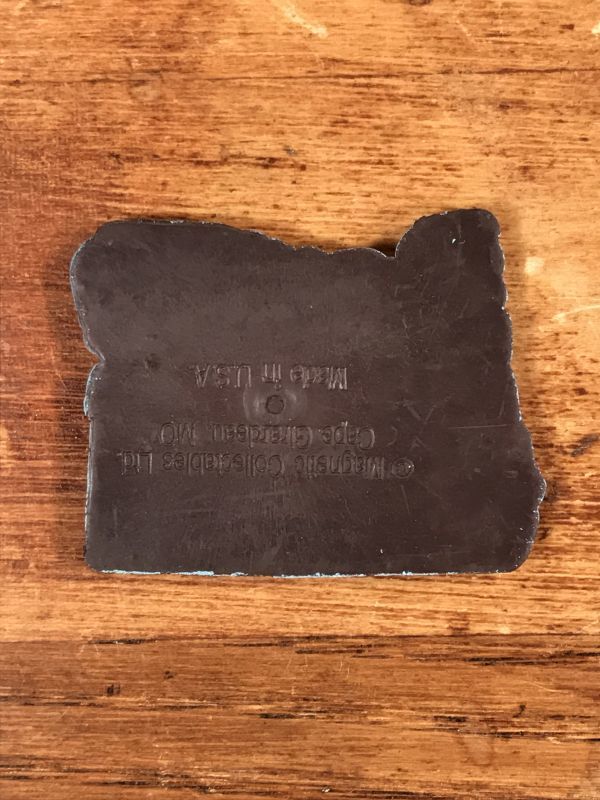 © Magnetic Collectables Ltd.
Cape Girardeau, MO
Made in U.S.A.